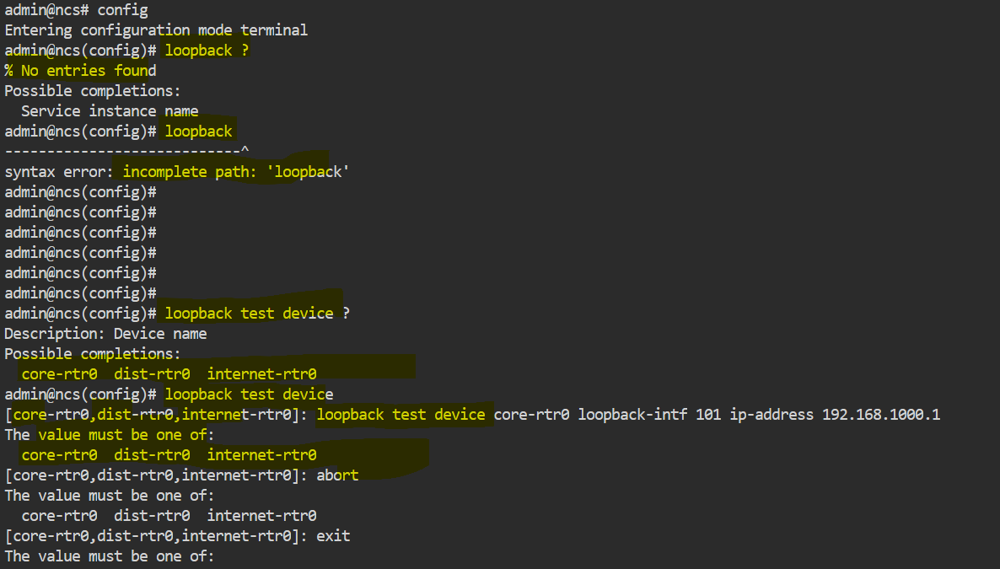 admin@ncs# config
Entering configuration mode terminal
admin@ncs(config)# loopback ?
% No entries found
Possible completions:
  Service instance name
admin@ncs(config)# loopback
----------------------------^
syntax error: incomplete path: 'loopback'
admin@ncs(config)#
admin@ncs(config)#
admin@ncs(config)#
admin@ncs(config)#
admin@ncs(config)#
admin@ncs(config)#
admin@ncs(config)# loopback test device ?
Description: Device name
Possible completions:
  core-rtr0  dist-rtr0  internet-rtr0
admin@ncs(config)# loopback test device
[core-rtr0,dist-rtr0,internet-rtr0]: loopback test device core-rtr0 loopback-intf 101 ip-address 192.168.1000.1
The value must be one of:
  core-rtr0  dist-rtr0  internet-rtr0
[core-rtr0,dist-rtr0,internet-rtr0]: abort
The value must be one of:
  core-rtr0  dist-rtr0  internet-rtr0
[core-rtr0,dist-rtr0,internet-rtr0]: exit
The value must be one of: